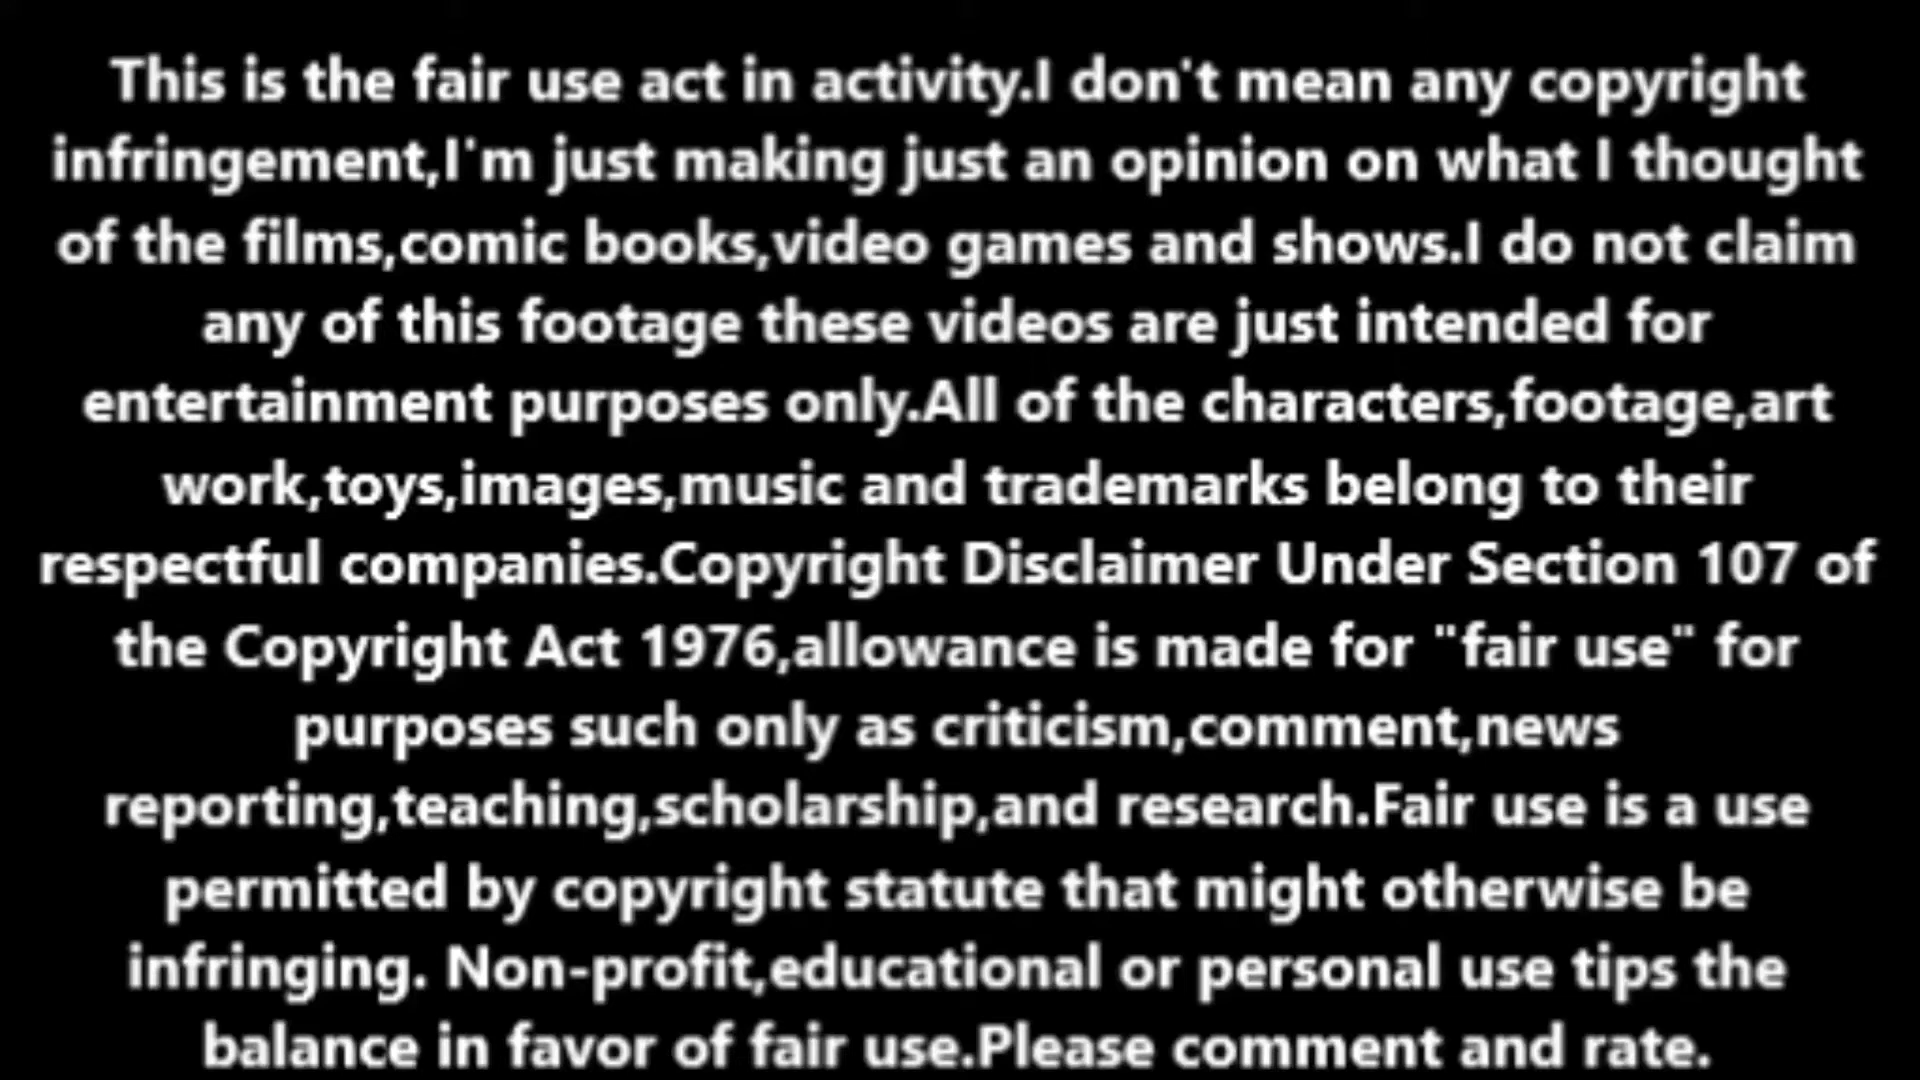 This is the fair use act in activity.I don't mean any copyright
infringement,I'm just making just an opinion on what I thought
of the films,comic books,video games and shows.I do not claim
any of this footage these videos are just intended for
entertainment purposes only.All of the characters,footage,art
work,toys,images,music and trademarks belong to their
respectful companies.Copyright Disclaimer Under Section 107 of
the Copyright Act 1976,allowance is made for "fair use" for
purposes such only as criticism,comment,news
reporting,teaching,scholarship,and research.Fair use is a use
permitted by copyright statute that might otherwise be
infringing. Non-profit,educational or personal use tips the
balance in favor of fair use.Please comment and rate.